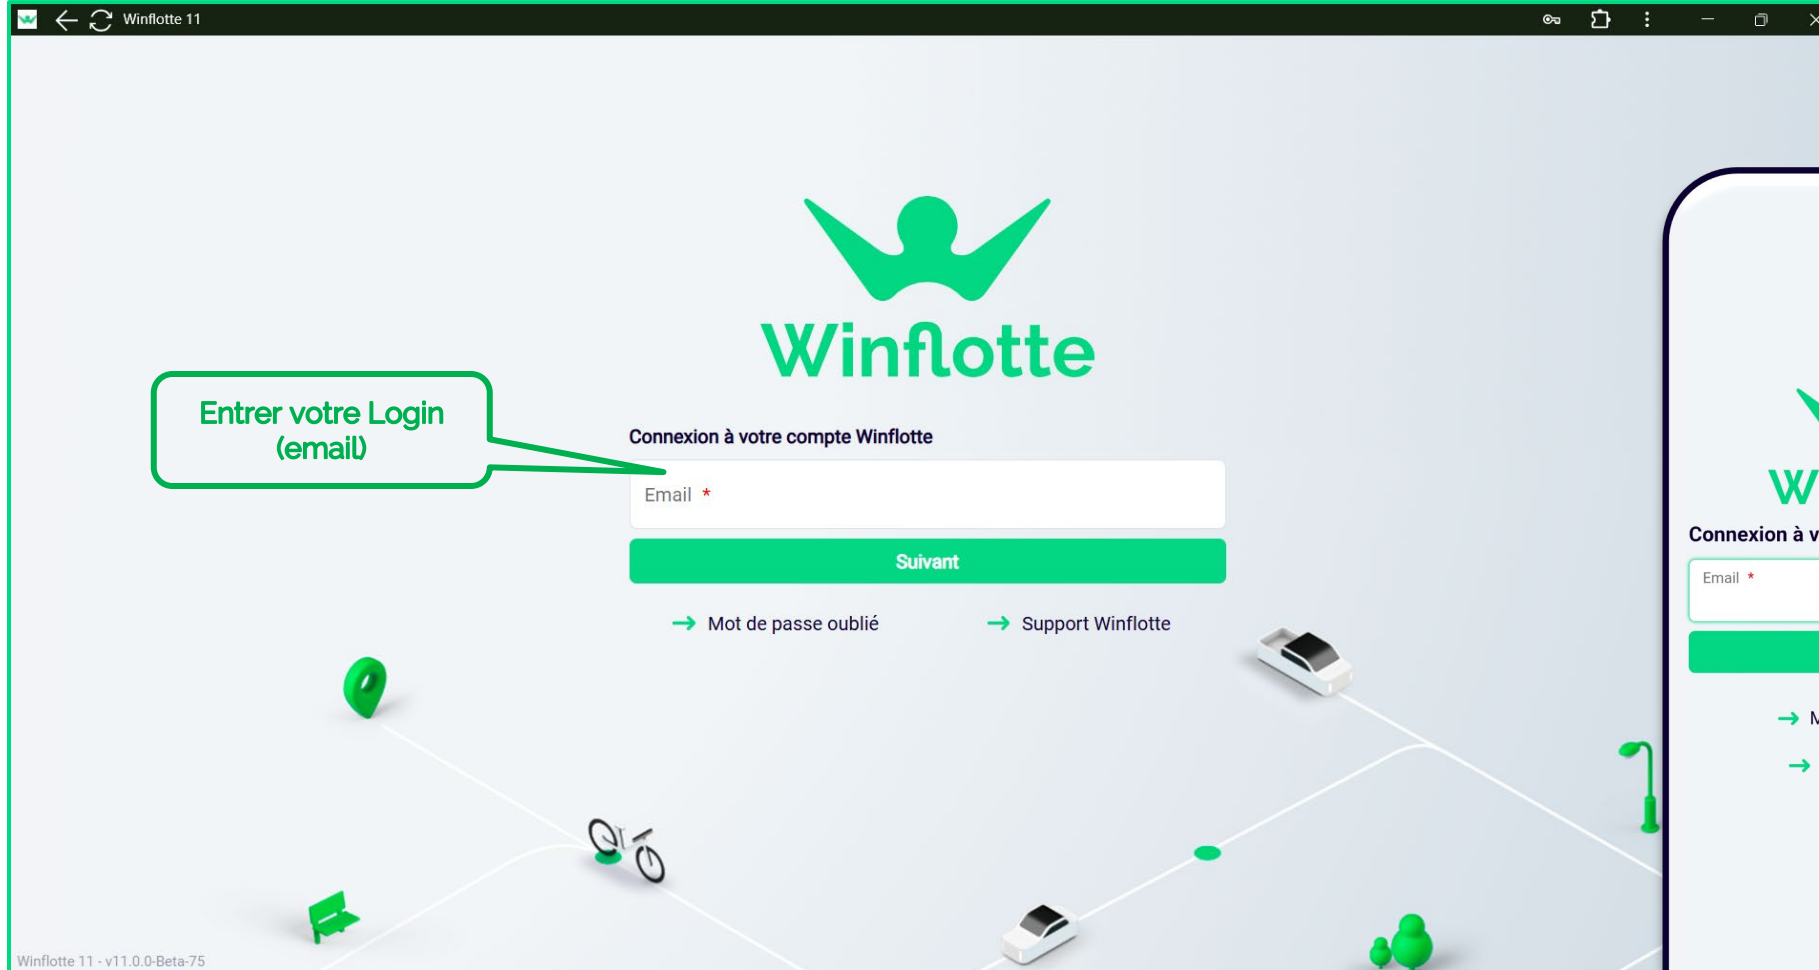 Winflotte 11
Winflotte
Entrer votre Login
(email)
Connexion à votre compte Winflotte
Email *
Suivant
→ Mot de passe oublié
→ Support Winflotte
W
Connexion à v
Email *
→ M
→
Winflotte 11 - v11.0.0-Beta-75